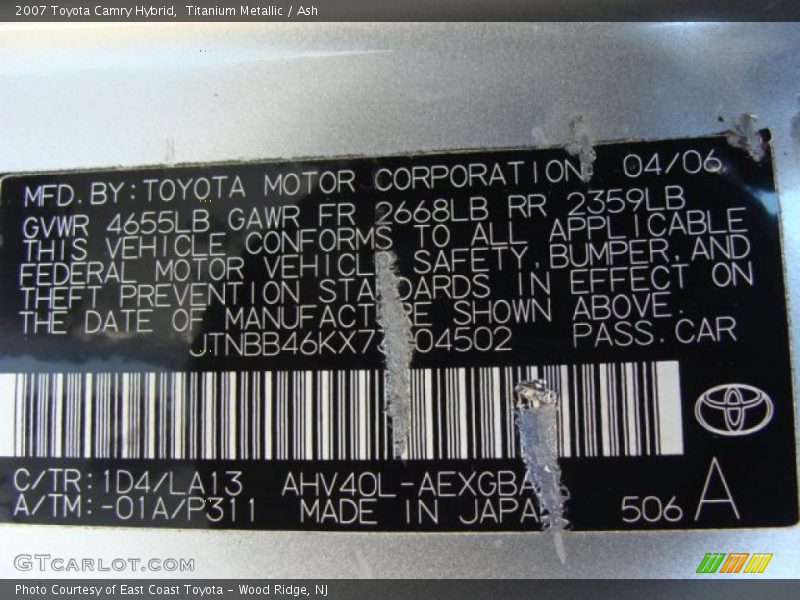 2007 Toyota Camry Hybrid, Titanium Metallic / Ash
MFD. BY: TOYOTA MOTOR CORPORATION 04/06
GVWR 4655LB GAWR FR 2668LB RR 2359LB
THIS VEHICLE CONFORMS TO ALL APPLICABLE
FEDERAL MOTOR VEHICL SAFETY, BUMPER, AND
THEFT PREVENTION STANDARDS IN EFFECT ON
THE DATE OF MANUFACT E SHOWN ABOVE.
PASS. CAR
C/TR: 1D4/LA13 AHV40L-AEXGBA
A/TM: -01A/P311 MADE IN JAPAN 506 A
GTCARLOT.COM
Photo Courtesy of East Coast Toyota - Wood Ridge, NJ